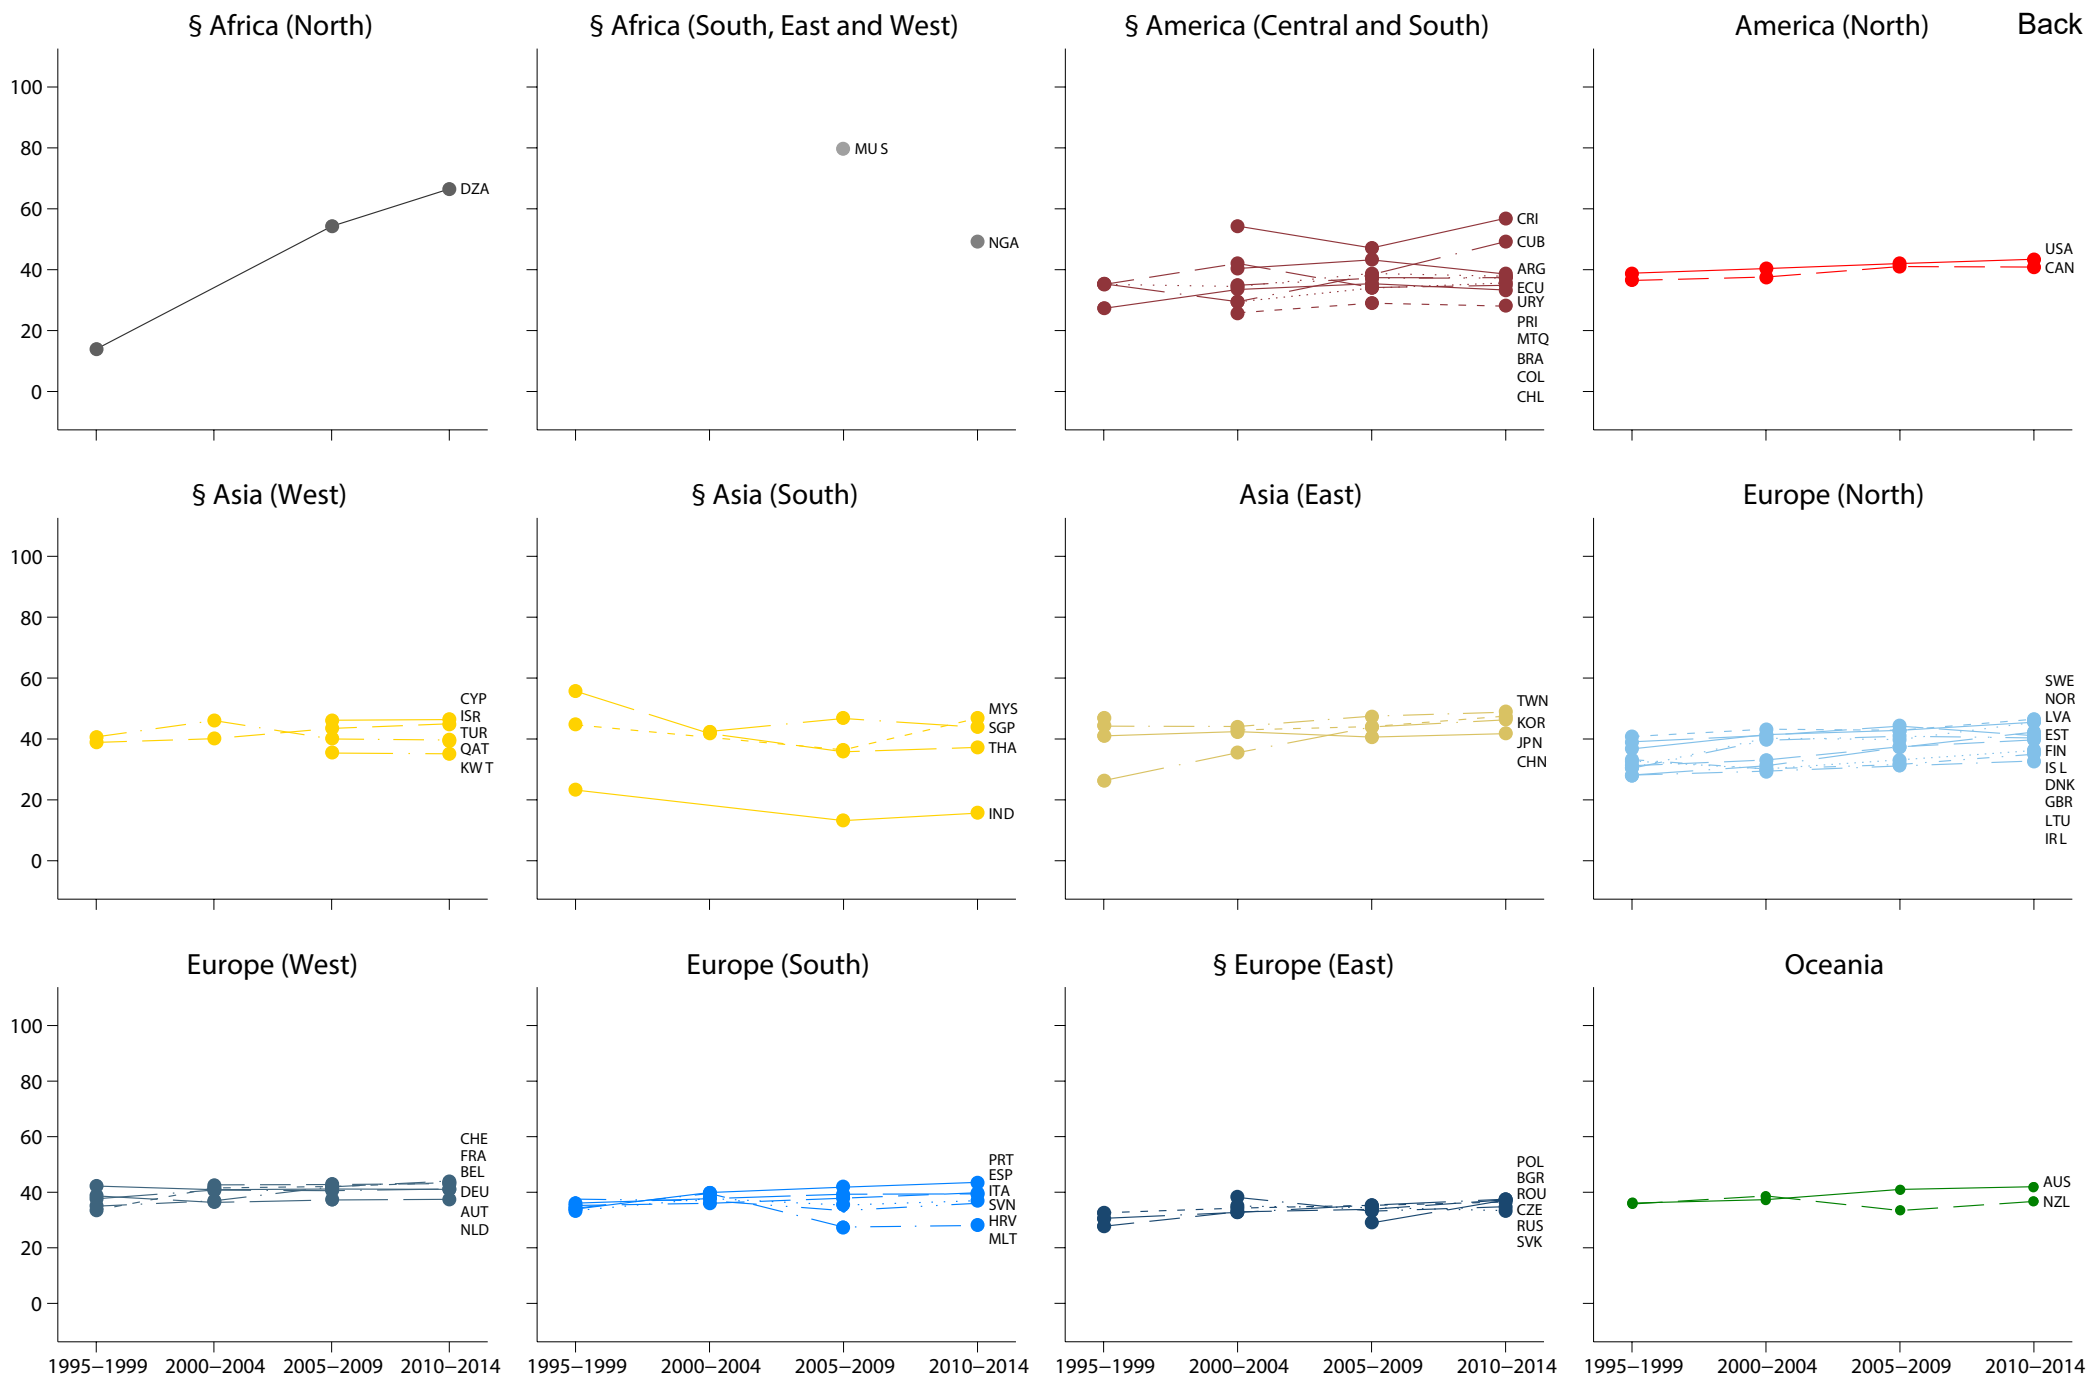 § Africa (North)
§ Africa (South, East and West)
§ America (Central and South)
America (North)
Back
100
80
60
40
20
0
DZA
MU S
NGA
CRI
CUB
ARG
ECU
URY
PRI
MTQ
BRA
COL
CHL
USA
CAN
§ Asia (West)
§ Asia (South)
Asia (East)
Europe (North)
100
80
60
40
20
0
CYP
ISR
TUR
QAT
KW T
MYS
SGP
THA
IND
TWN
KOR
JPN
CHN
SWE
NOR
LVA
EST
FIN
IS L
DNK
GBR
LTU
IR L
Europe (West)
Europe (South)
§ Europe (East)
Oceania
100
80
60
40
20
0
CHE
FRA
BEL
DEU
AUT
NLD
PRT
ESP
ITA
SVN
HRV
MLT
POL
BGR
ROU
CZE
RUS
SVK
AUS
NZL
1995–1999 2000–2004 2005–2009 2010–2014
1995–1999 2000–2004 2005–2009 2010–2014
1995–1999 2000–2004 2005–2009 2010–2014
1995–1999 2000–2004 2005–2009 2010–2014